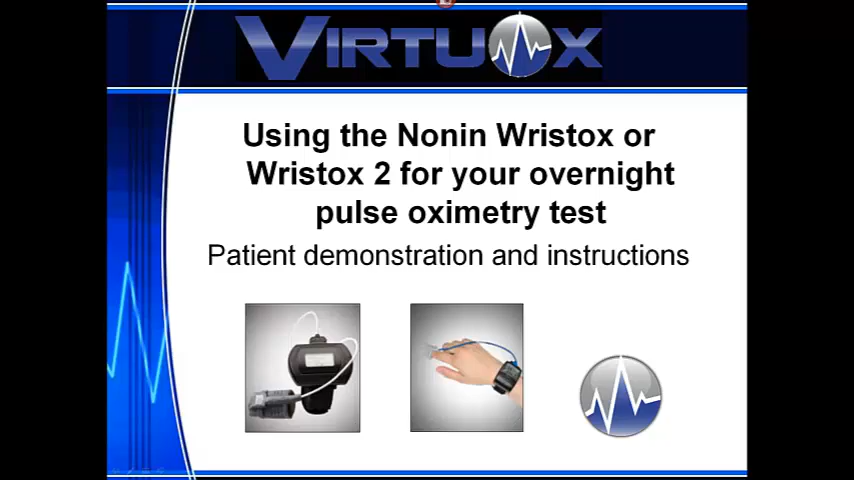 VIRTUOX
Using the Nonin Wristox or
Wristox 2 for your overnight
pulse oximetry test
Patient demonstration and instructions